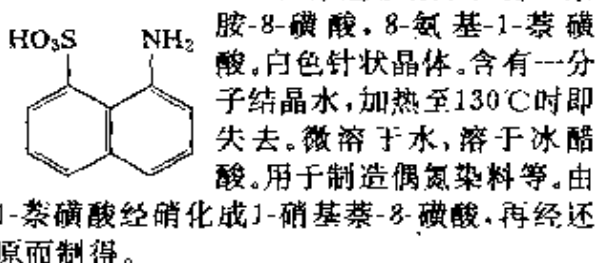 胺-8-磺酸，8-氨基-1-萘磺
HO₃S NH₂
酸。白色针状晶体。含有一分
子结晶水，加热至130℃时即
失去。微溶于水，溶于冰醋
酸。用于制造偶氮染料等。由
1-萘磺酸经硝化成1-硝基萘-8-磺酸，再经还
原而制得。